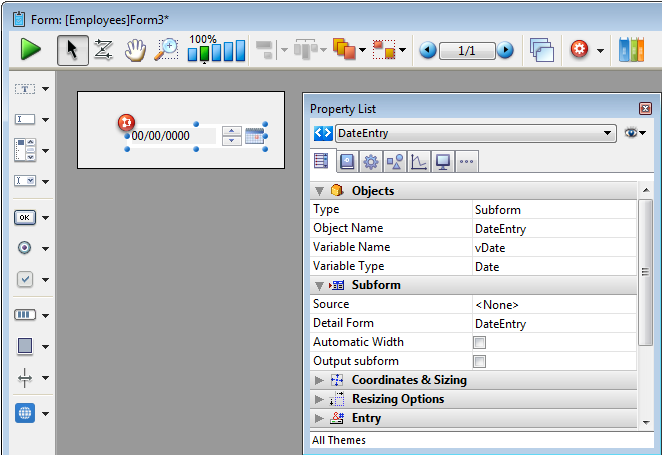 Form: [Employees]Form3*
100%
1/1
T
I
OK
00/00/0000
Property List
DateEntry
Objects
Type Subform
Object Name DateEntry
Variable Name vDate
Variable Type Date
Subform
Source <None>
Detail Form DateEntry
Automatic Width
Output subform
Coordinates & Sizing
Resizing Options
Entry
All Themes